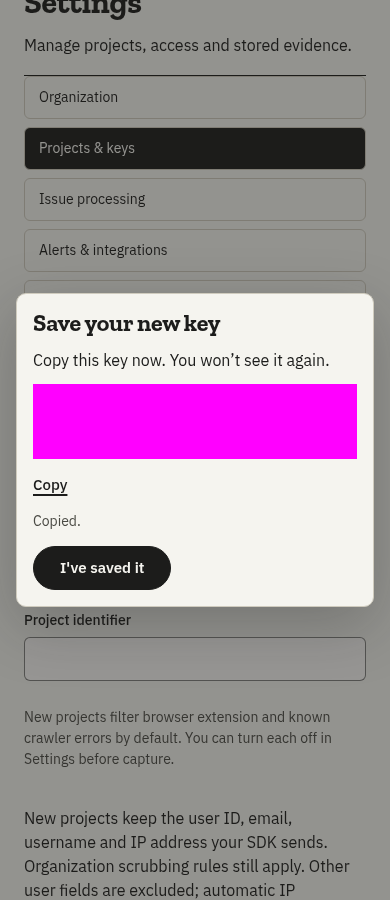 Settings
Manage projects, access and stored evidence.
Organization
Projects & keys
Issue processing
Alerts & integrations
Save your new key
Copy this key now. You won’t see it again.
Copy
Copied.
I've saved it
Project identifier
New projects filter browser extension and known
crawler errors by default. You can turn each off in
Settings before capture.
New projects keep the user ID, email,
username and IP address your SDK sends.
Organization scrubbing rules still apply. Other
user fields are excluded; automatic IP